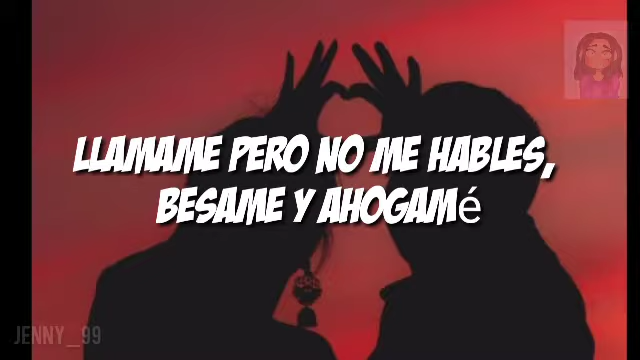 LLAMAME PERO NO ME HABLES,
BESAME Y AHOGAMé
JENNY_99